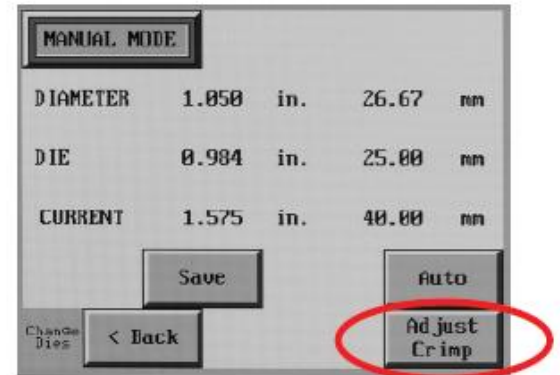 MANUAL MODE
DIAMETER 1.050 in. 26.67 mm
DIE 0.984 in. 25.00 mm
CURRENT 1.575 in. 40.00 mm
Save Auto
Change
Dies
< Back
Adjust
Crimp